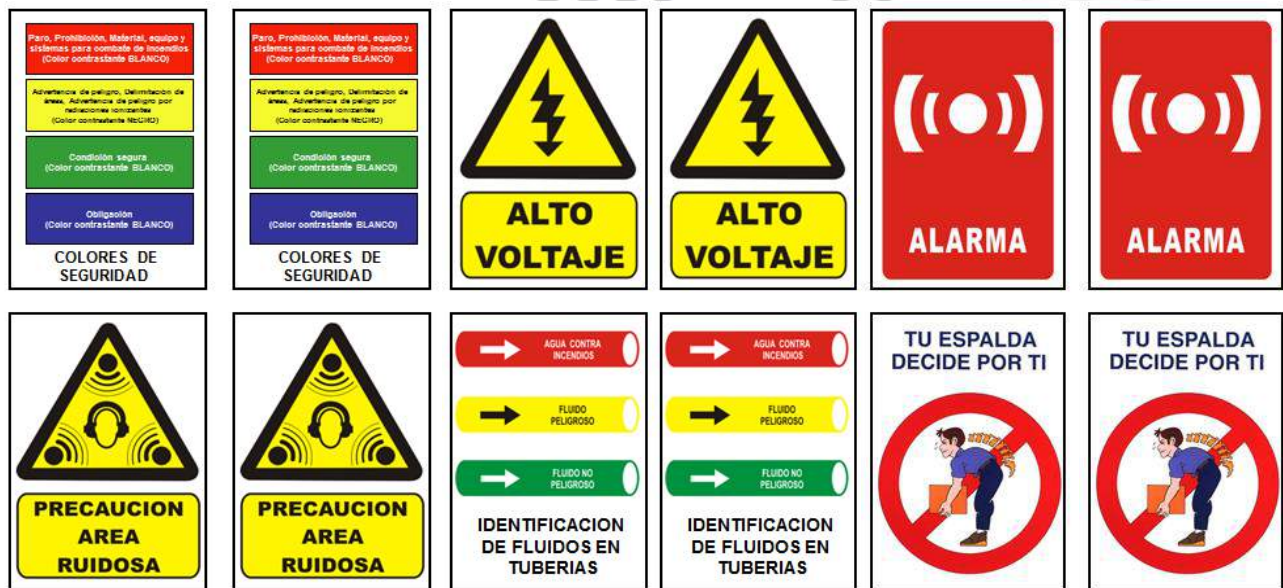 Paro, Prohibición, Material, equipo y
sistemas para combate de incendios
(Color contrastante BLANCO)
Advertencia de peligro, Delimitación de
áreas, Advertencia de peligro por
radiaciones ionizantes
(Color contrastante NEGRO)
Condición segura
(Color contrastante BLANCO)
Obligación
(Color contrastante BLANCO)
COLORES DE
SEGURIDAD
Paro, Prohibición, Material, equipo y
sistemas para combate de incendios
(Color contrastante BLANCO)
Advertencia de peligro, Delimitación de
áreas, Advertencia de peligro por
radiaciones ionizantes
(Color contrastante NEGRO)
Condición segura
(Color contrastante BLANCO)
Obligación
(Color contrastante BLANCO)
COLORES DE
SEGURIDAD
ALTO
VOLTAJE
ALTO
VOLTAJE
ALARMA
ALARMA
PRECAUCION
AREA
RUIDOSA
PRECAUCION
AREA
RUIDOSA
AGUA CONTRA
INCENDIOS
FLUIDO
PELIGROSO
FLUIDO NO
PELIGROSO
IDENTIFICACION
DE FLUIDOS EN
TUBERIAS
AGUA CONTRA
INCENDIOS
FLUIDO
PELIGROSO
FLUIDO NO
PELIGROSO
IDENTIFICACION
DE FLUIDOS EN
TUBERIAS
TU ESPALDA
DECIDE POR TI
TU ESPALDA
DECIDE POR TI